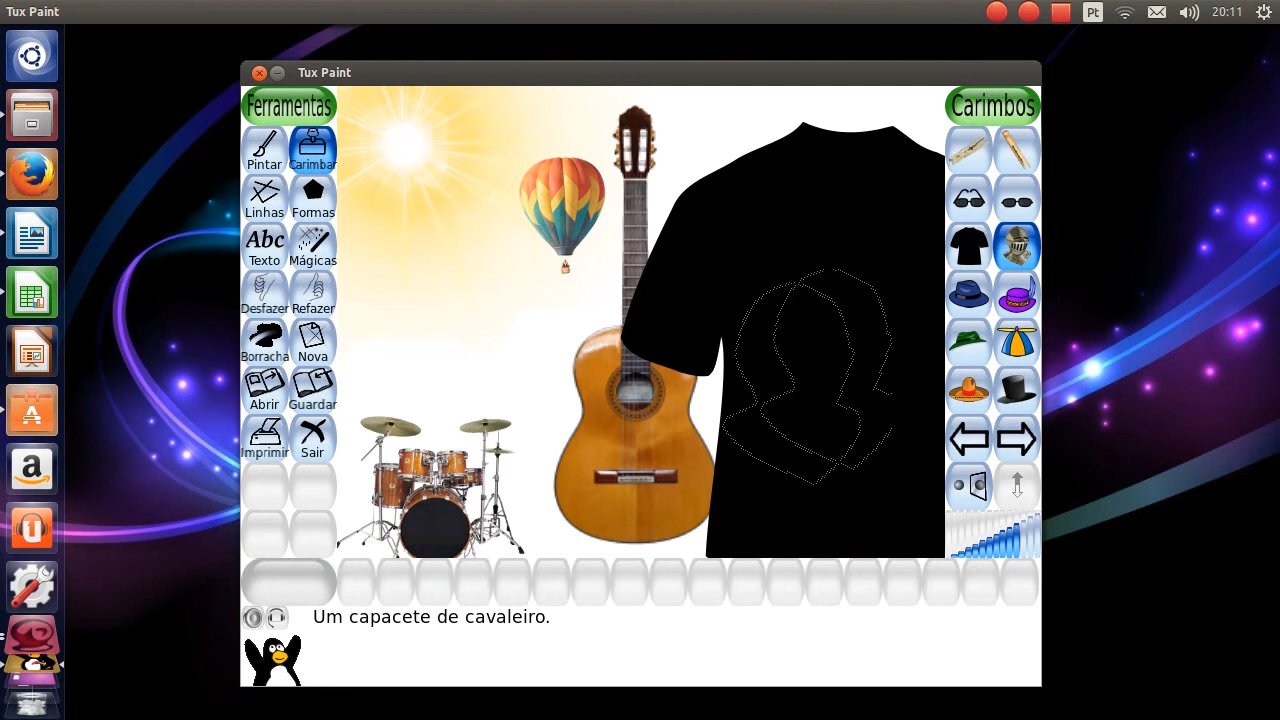 Tux Paint
Pt
20:11
Tux Paint
Ferramentas
Carimbos
Pintar
Carimbar
Linhas
Formas
Abc
Texto
Mágicas
Desfazer
Refazer
Borracha
Nova
Abrir
Guardar
Imprimir
Sair
Um capacete de cavaleiro.